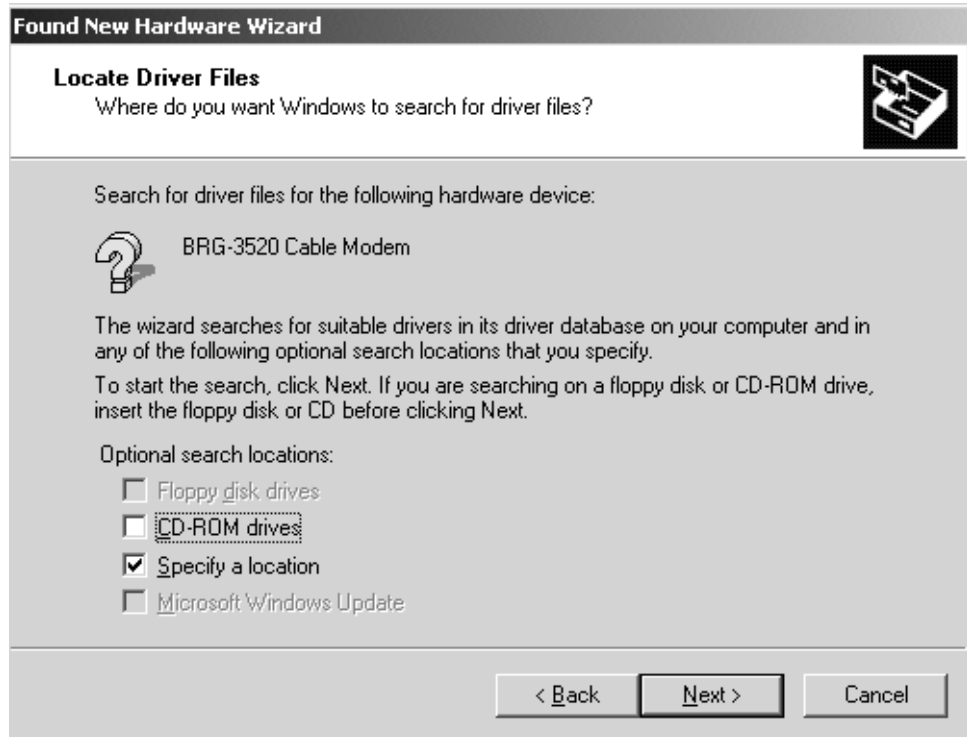 Found New Hardware Wizard
Locate Driver Files
Where do you want Windows to search for driver files?
Search for driver files for the following hardware device:
BRG-3520 Cable Modem
The wizard searches for suitable drivers in its driver database on your computer and in
any of the following optional search locations that you specify.
To start the search, click Next. If you are searching on a floppy disk or CD-ROM drive,
insert the floppy disk or CD before clicking Next.
Optional search locations:
Floppy disk drives
CD-ROM drives
Specify a location
Microsoft Windows Update
< Back Next > Cancel